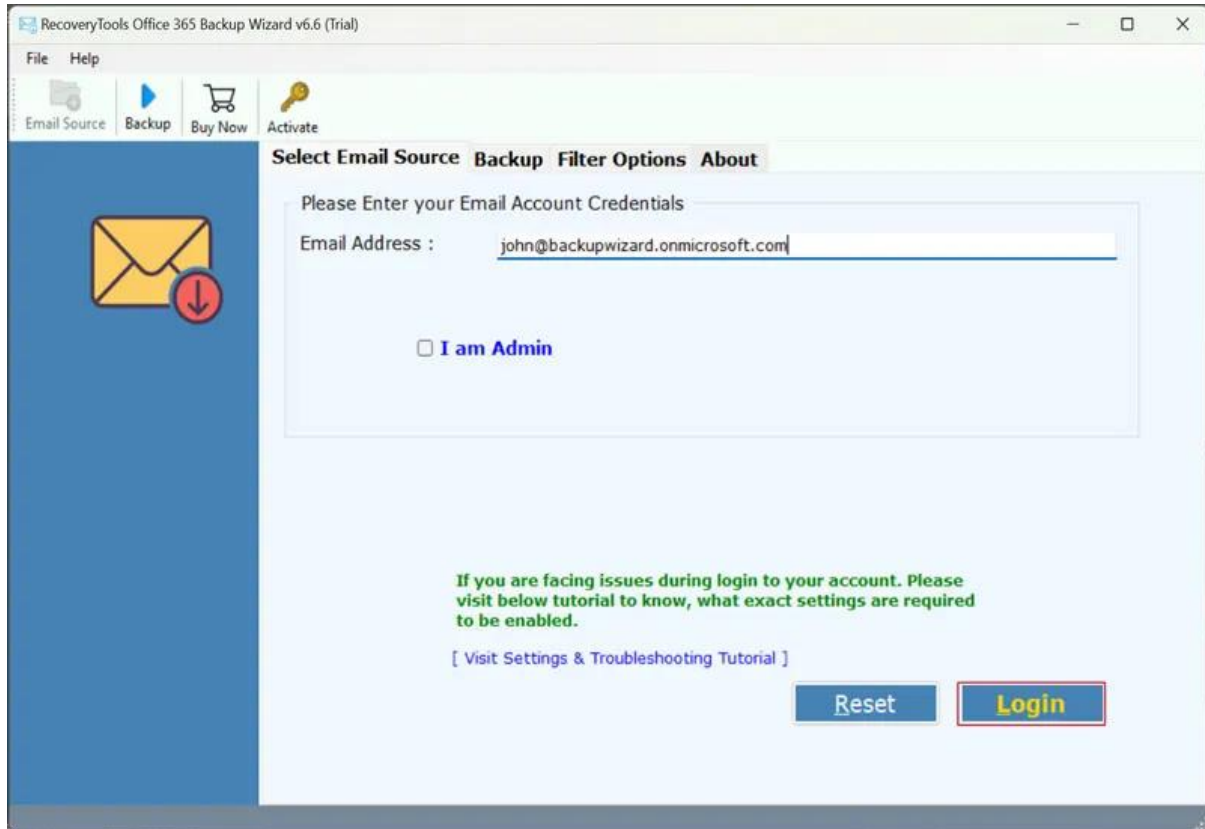 RecoveryTools Office 365 Backup Wizard v6.6 (Trial)
File Help
Email Source Backup Buy Now Activate
Select Email Source Backup Filter Options About
Please Enter your Email Account Credentials
Email Address : john@backupwizard.onmicrosoft.com
I am Admin
If you are facing issues during login to your account. Please
visit below tutorial to know, what exact settings are required
to be enabled.
[ Visit Settings & Troubleshooting Tutorial ]
Reset Login